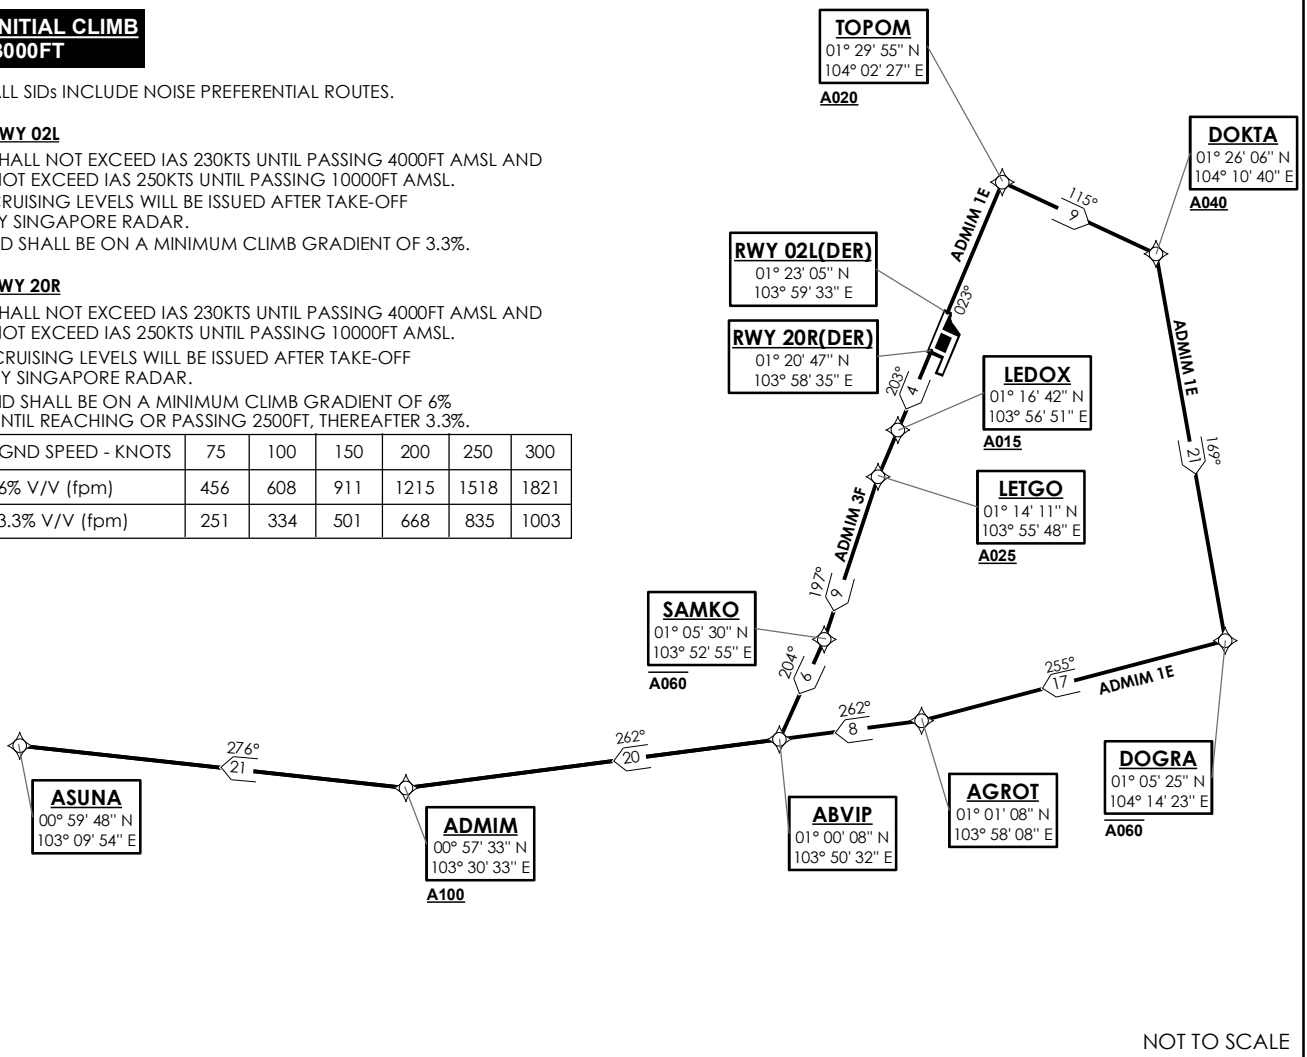 NITIAL CLIMB
3000FT
ALL SIDs INCLUDE NOISE PREFERENTIAL ROUTES.
WY 02L
HALL NOT EXCEED IAS 230KTS UNTIL PASSING 4000FT AMSL AND
NOT EXCEED IAS 250KTS UNTIL PASSING 10000FT AMSL.
CRUISING LEVELS WILL BE ISSUED AFTER TAKE-OFF
Y SINGAPORE RADAR.
ID SHALL BE ON A MINIMUM CLIMB GRADIENT OF 3.3%.
WY 20R
HALL NOT EXCEED IAS 230KTS UNTIL PASSING 4000FT AMSL AND
NOT EXCEED IAS 250KTS UNTIL PASSING 10000FT AMSL.
CRUISING LEVELS WILL BE ISSUED AFTER TAKE-OFF
Y SINGAPORE RADAR.
ID SHALL BE ON A MINIMUM CLIMB GRADIENT OF 6%
NTIL REACHING OR PASSING 2500FT, THEREAFTER 3.3%.
GND SPEED - KNOTS 75 100 150 200 250 300
6% V/V (fpm) 456 608 911 1215 1518 1821
3.3% V/V (fpm) 251 334 501 668 835 1003
TOPOM
01° 29' 55" N
104° 02' 27" E
A020
DOKTA
01° 26' 06" N
104° 10' 40" E
A040
115°
9
ADMIM 1E
RWY 02L(DER)
01° 23' 05" N
103° 59' 33" E
023°
RWY 20R(DER)
01° 20' 47" N
103° 58' 35" E
203°
4
LEDOX
01° 16' 42" N
103° 56' 51" E
A015
ADMIM 1E
169°
21
LETGO
01° 14' 11" N
103° 55' 48" E
A025
ADMIM 3F
197°
9
SAMKO
01° 05' 30" N
103° 52' 55" E
A060
204°
6
255°
17
ADMIM 1E
262°
8
262°
20
276°
21
DOGRA
01° 05' 25" N
104° 14' 23" E
A060
AGROT
01° 01' 08" N
103° 58' 08" E
ABVIP
01° 00' 08" N
103° 50' 32" E
ADMIM
00° 57' 33" N
103° 30' 33" E
A100
ASUNA
00° 59' 48" N
103° 09' 54" E
NOT TO SCALE